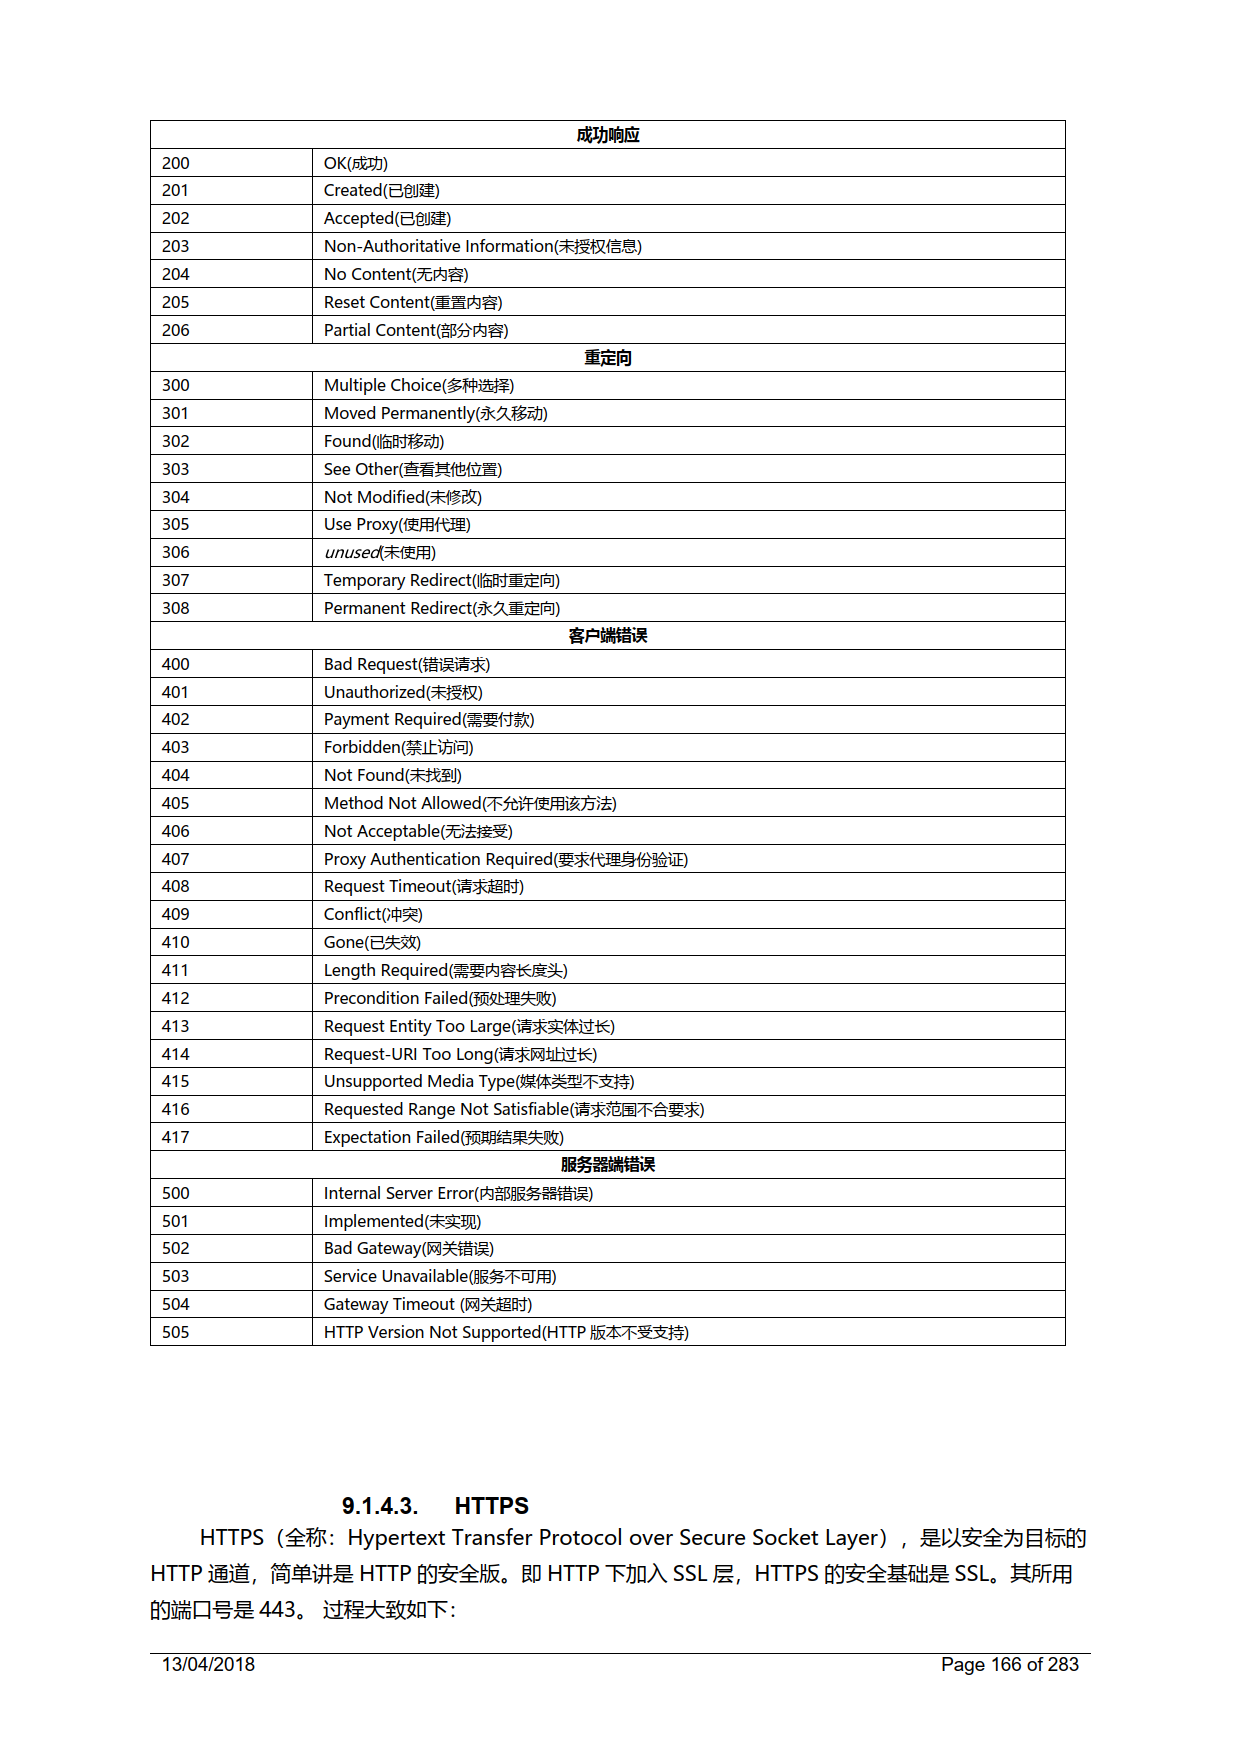 成功响应
200 OK(成功)
201 Created(已创建)
202 Accepted(已创建)
203 Non-Authoritative Information(未授权信息)
204 No Content(无内容)
205 Reset Content(重置内容)
206 Partial Content(部分内容)
重定向
300 Multiple Choice(多种选择)
301 Moved Permanently(永久移动)
302 Found(临时移动)
303 See Other(查看其他位置)
304 Not Modified(未修改)
305 Use Proxy(使用代理)
306 unused(未使用)
307 Temporary Redirect(临时重定向)
308 Permanent Redirect(永久重定向)
客户端错误
400 Bad Request(错误请求)
401 Unauthorized(未授权)
402 Payment Required(需要付款)
403 Forbidden(禁止访问)
404 Not Found(未找到)
405 Method Not Allowed(不允许使用该方法)
406 Not Acceptable(无法接受)
407 Proxy Authentication Required(要求代理身份验证)
408 Request Timeout(请求超时)
409 Conflict(冲突)
410 Gone(已失效)
411 Length Required(需要内容长度头)
412 Precondition Failed(预处理失败)
413 Request Entity Too Large(请求实体过长)
414 Request-URI Too Long(请求网址过长)
415 Unsupported Media Type(媒体类型不支持)
416 Requested Range Not Satisfiable(请求范围不合要求)
417 Expectation Failed(预期结果失败)
服务器端错误
500 Internal Server Error(内部服务器错误)
501 Implemented(未实现)
502 Bad Gateway(网关错误)
503 Service Unavailable(服务不可用)
504 Gateway Timeout (网关超时)
505 HTTP Version Not Supported(HTTP 版本不受支持)
9.1.4.3. HTTPS
HTTPS（全称：Hypertext Transfer Protocol over Secure Socket Layer），是以安全为目标的
HTTP 通道，简单讲是 HTTP 的安全版。即 HTTP 下加入 SSL 层，HTTPS 的安全基础是 SSL。其所用
的端口号是 443。 过程大致如下：
13/04/2018 Page 166 of 283